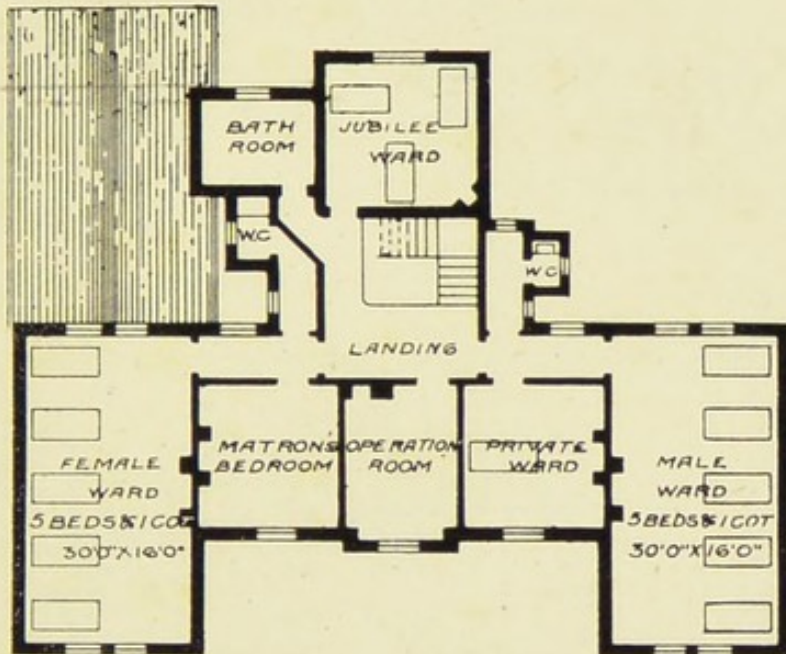 BATH
ROOM
JUBILEE
WARD
W.C
W.C
LANDING
FEMALE
WARD
5 BEDS & 1 COT
30'0" X 16'0"
MATRONS
BEDROOM
OPERATION
ROOM
PRIVATE
WARD
MALE
WARD
5 BEDS & 1 COT
30'0" X 16'0"